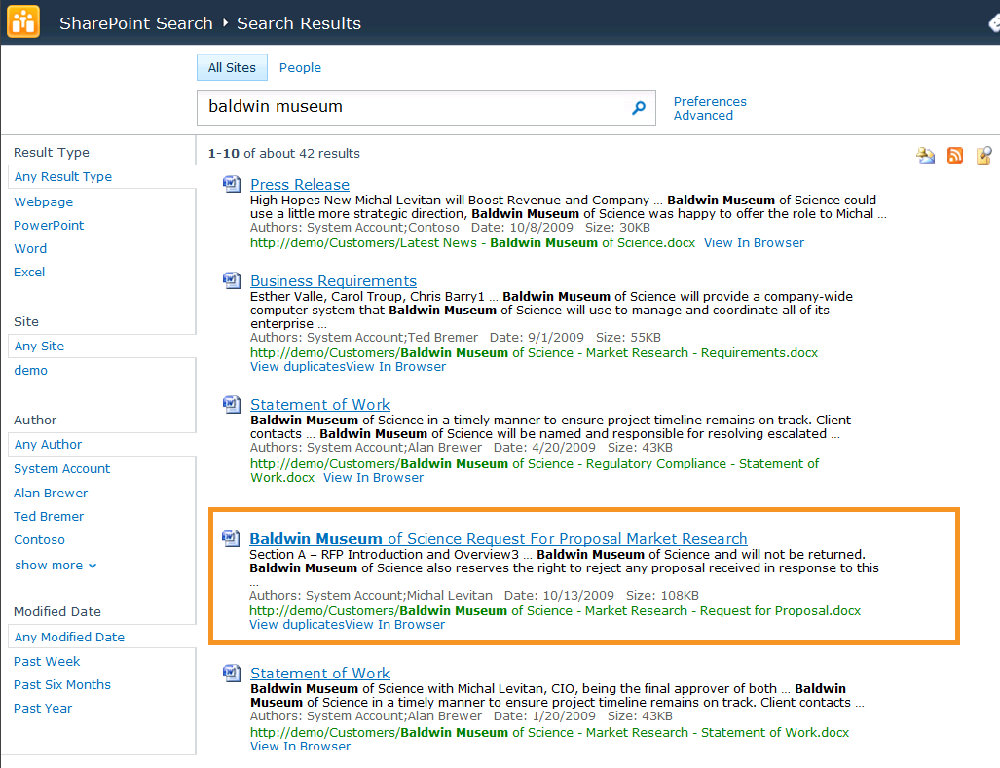 SharePoint Search ▸ Search Results
All Sites People
baldwin museum
Preferences
Advanced
Result Type
Any Result Type
Webpage
PowerPoint
Word
Excel
Site
Any Site
demo
Author
Any Author
System Account
Alan Brewer
Ted Bremer
Contoso
show more
Modified Date
Any Modified Date
Past Week
Past Six Months
Past Year
1-10 of about 42 results
Press Release
High Hopes New Michal Levitan will Boost Revenue and Company ... Baldwin Museum of Science could
use a little more strategic direction, Baldwin Museum of Science was happy to offer the role to Michal ...
Authors: System Account;Contoso Date: 10/8/2009 Size: 30KB
http://demo/Customers/Latest News - Baldwin Museum of Science.docx View In Browser
Business Requirements
Esther Valle, Carol Troup, Chris Barry1 ... Baldwin Museum of Science will provide a company-wide
computer system that Baldwin Museum of Science will use to manage and coordinate all of its
enterprise ...
Authors: System Account;Ted Bremer Date: 9/1/2009 Size: 55KB
http://demo/Customers/Baldwin Museum of Science - Market Research - Requirements.docx
View duplicatesView In Browser
Statement of Work
Baldwin Museum of Science in a timely manner to ensure project timeline remains on track. Client
contacts ... Baldwin Museum of Science will be named and responsible for resolving escalated ...
Authors: System Account;Alan Brewer Date: 4/20/2009 Size: 43KB
http://demo/Customers/Baldwin Museum of Science - Regulatory Compliance - Statement of
Work.docx View In Browser
Baldwin Museum of Science Request For Proposal Market Research
Section A – RFP Introduction and Overview3 ... Baldwin Museum of Science and will not be returned.
Baldwin Museum of Science also reserves the right to reject any proposal received in response to this
...
Authors: System Account;Michal Levitan Date: 10/13/2009 Size: 108KB
http://demo/Customers/Baldwin Museum of Science - Market Research - Request for Proposal.docx
View duplicatesView In Browser
Statement of Work
Baldwin Museum of Science with Michal Levitan, CIO, being the final approver of both ... Baldwin
Museum of Science in a timely manner to ensure project timeline remains on track. Client contacts ...
Authors: System Account;Alan Brewer Date: 1/20/2009 Size: 43KB
http://demo/Customers/Baldwin Museum of Science - Market Research - Statement of Work.docx
View In Browser